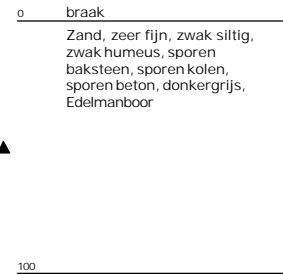 0 braak
Zand, zeer fijn, zwak siltig,
zwak humeus, sporen
baksteen, sporen kolen,
sporen beton, donkergrijs,
Edelmanboor
100